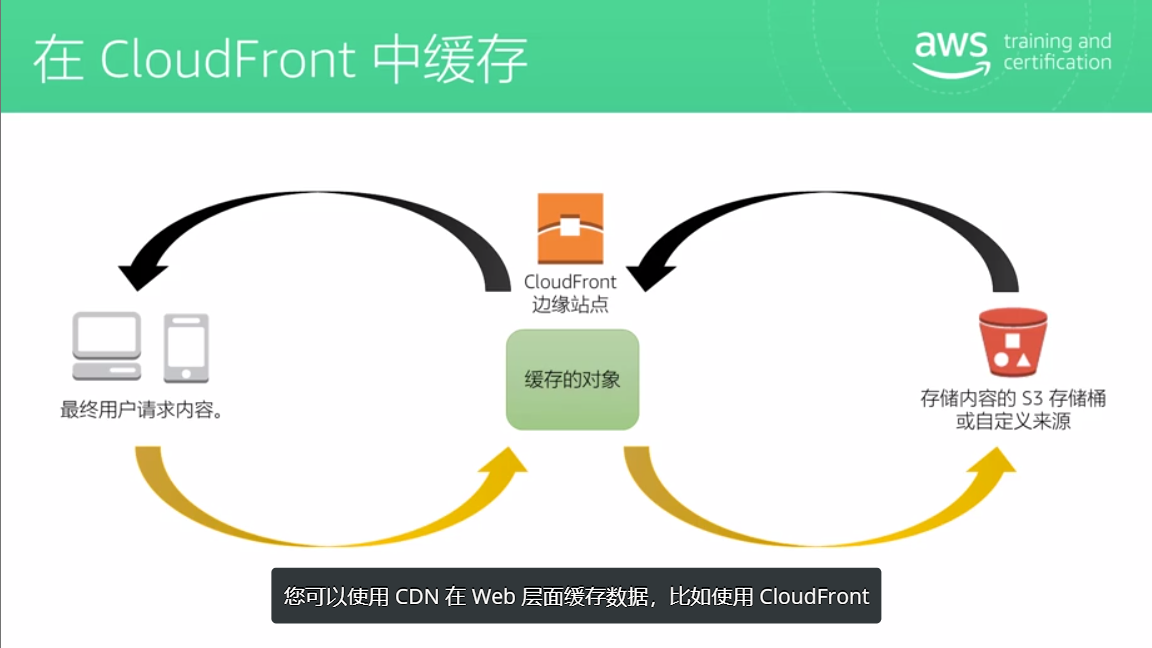 在 CloudFront 中缓存
aws training and
certification
CloudFront
边缘站点
缓存的对象
最终用户请求内容。
存储内容的 S3 存储桶
或自定义来源
您可以使用 CDN 在 Web 层面缓存数据，比如使用 CloudFront